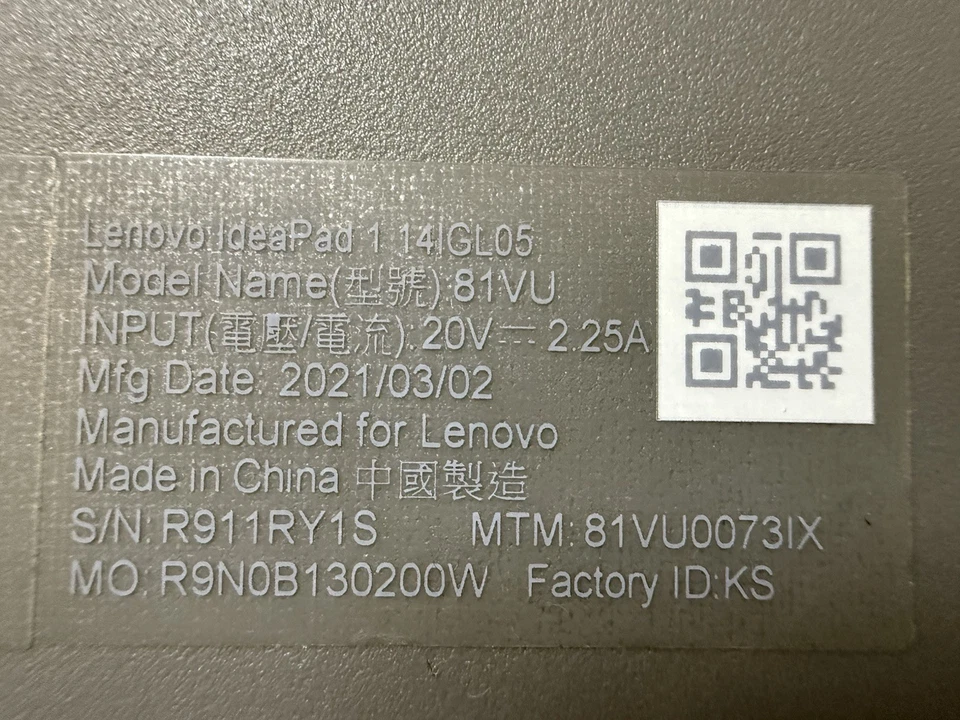 Lenovo IdeaPad 1 14IGL05
Model Name(型號):81VU
INPUT(電壓/電流): 20V⎓2.25A
Mfg Date: 2021/03/02
Manufactured for Lenovo
Made in China 中國製造
S/N: R911RY1S MTM: 81VU0073IX
MO: R9N0B130200W Factory ID:KS